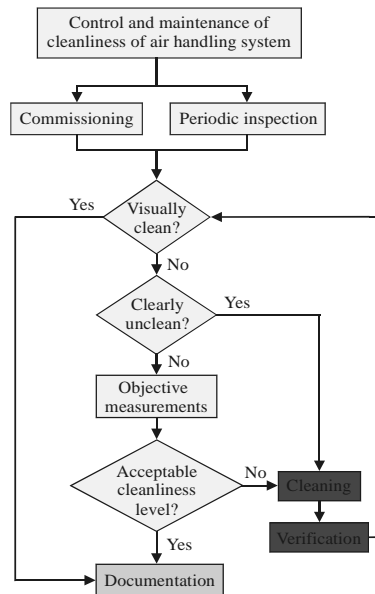 Control and maintenance of
cleanliness of air handling system
Commissioning
Periodic inspection
Yes
Visually
clean?
No
Clearly
unclean?
Yes
No
Objective
measurements
Acceptable
cleanliness
level?
No
Cleaning
Verification
Yes
Documentation